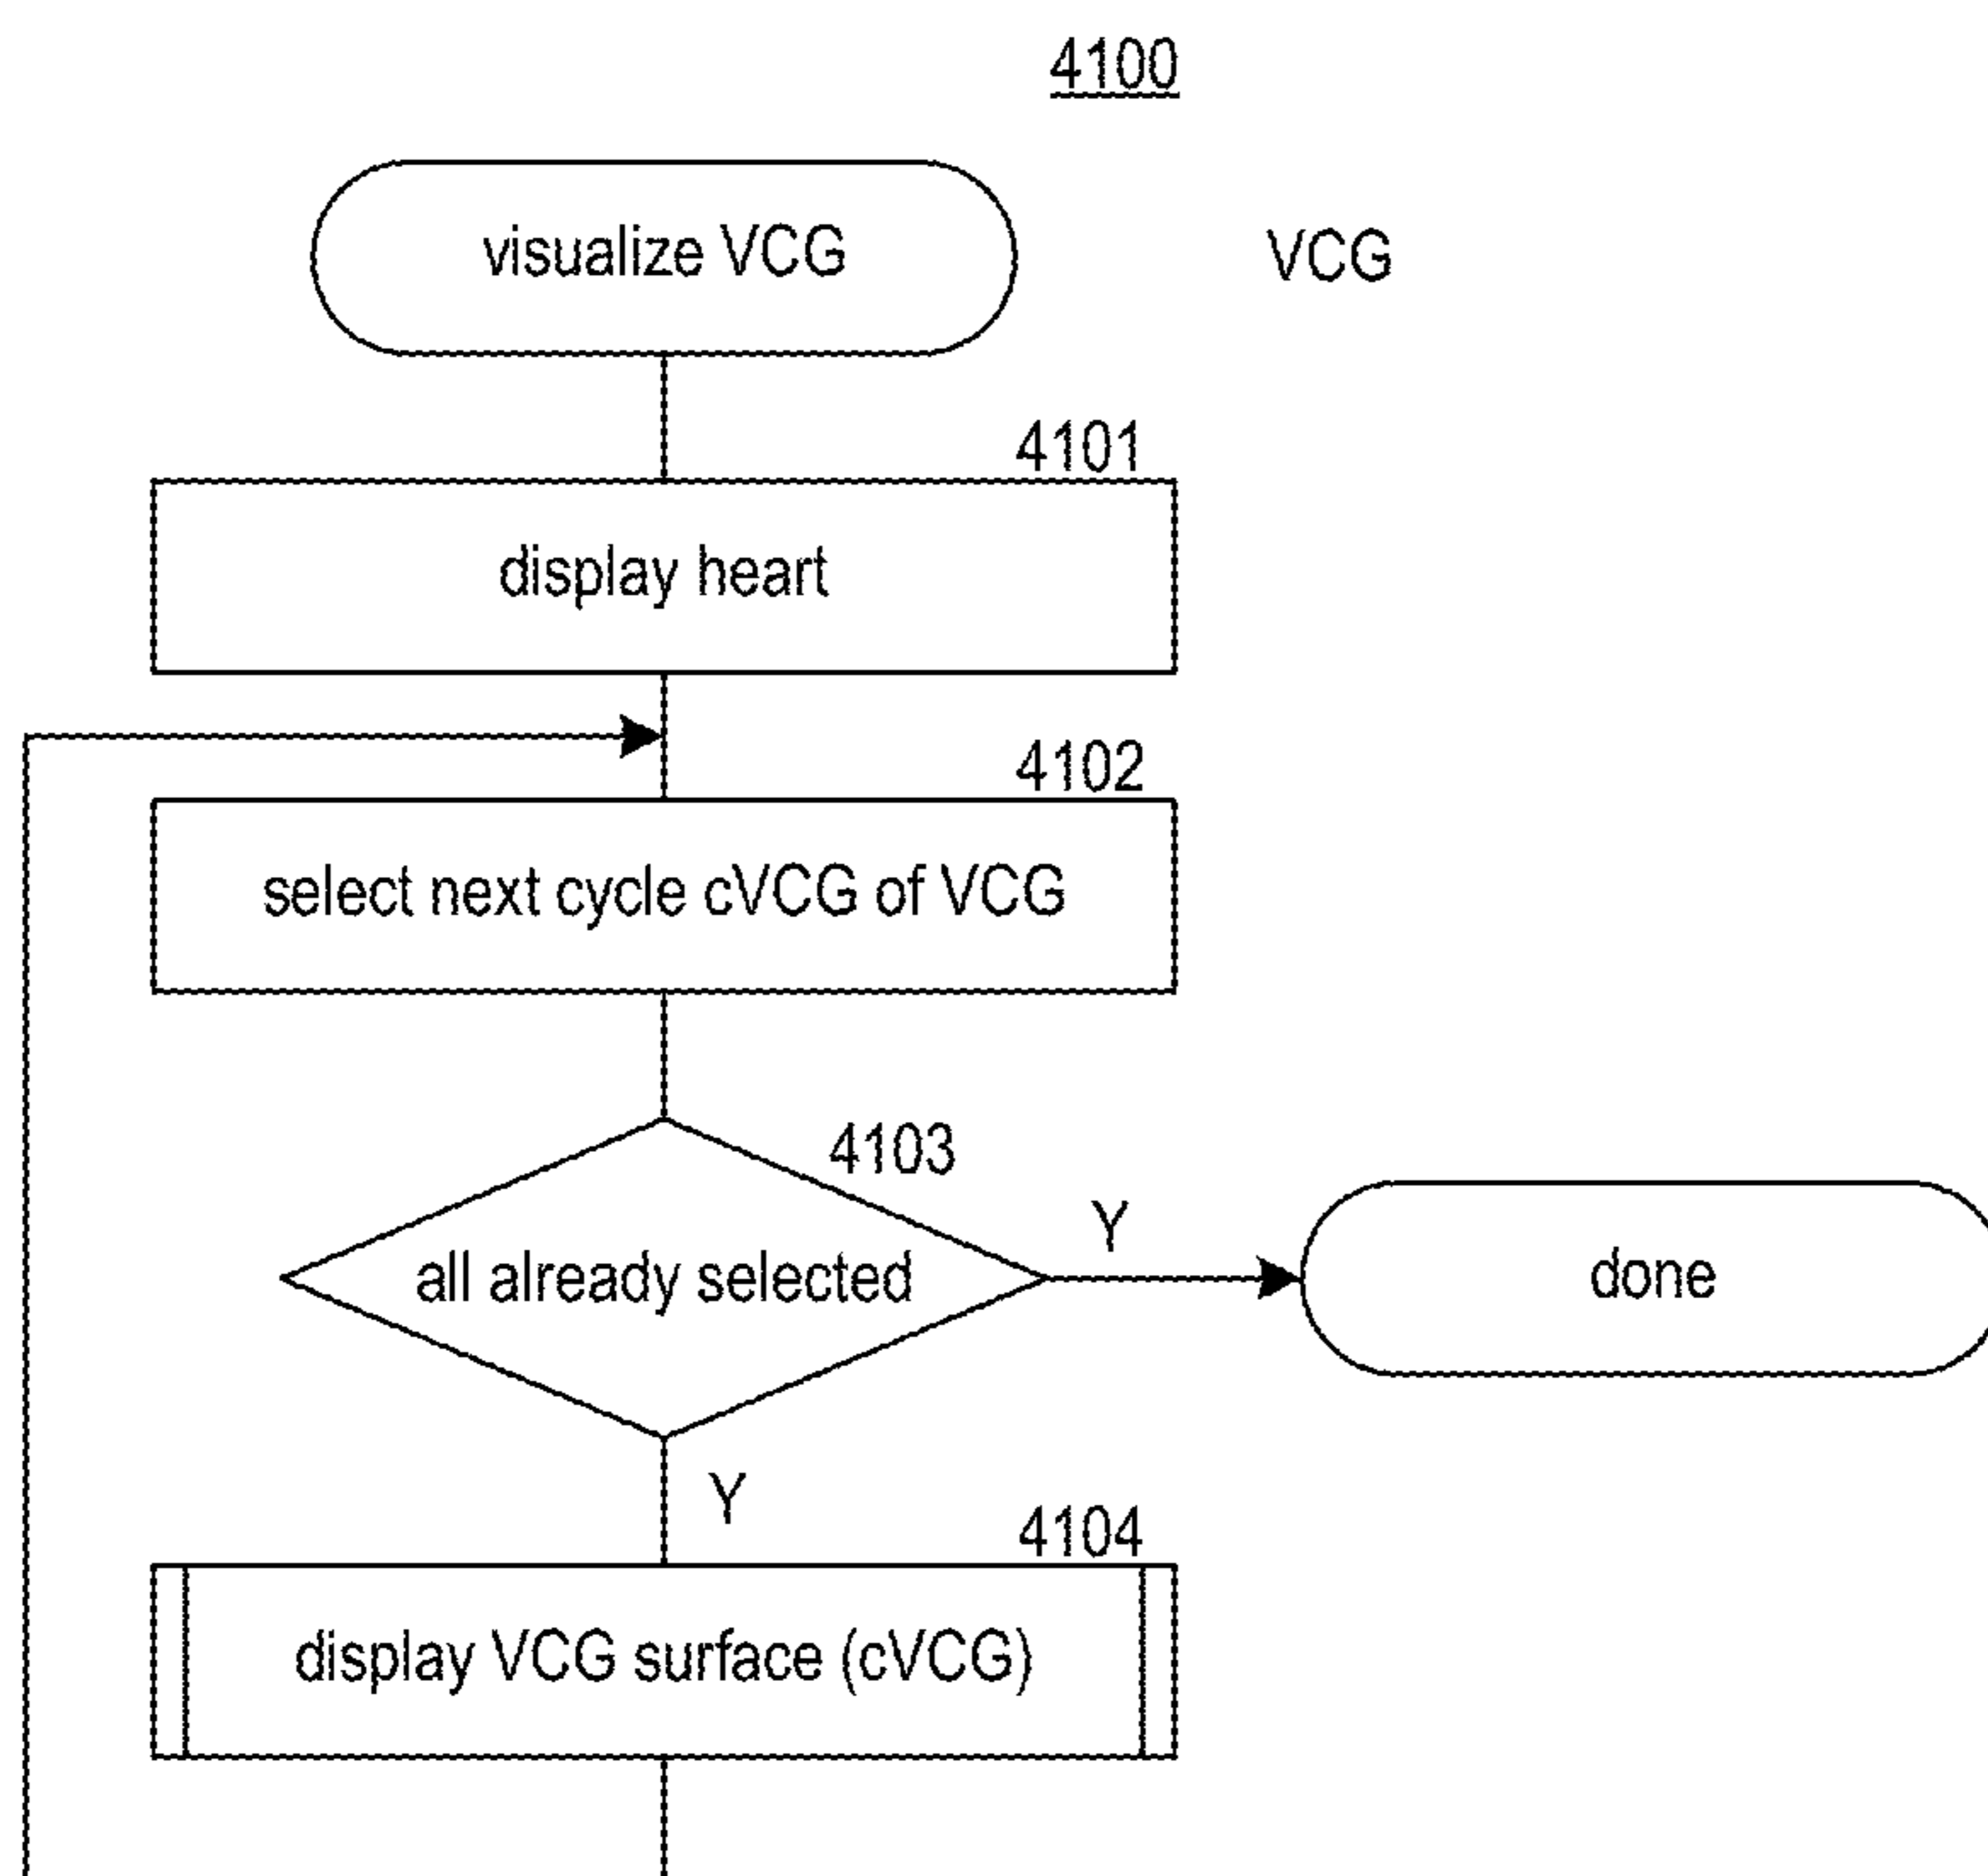 4100
visualize VCG
VCG
4101
display heart
4102
select next cycle cVCG of VCG
4103
Y
all already selected
done
Y
4104
display VCG surface (cVCG)